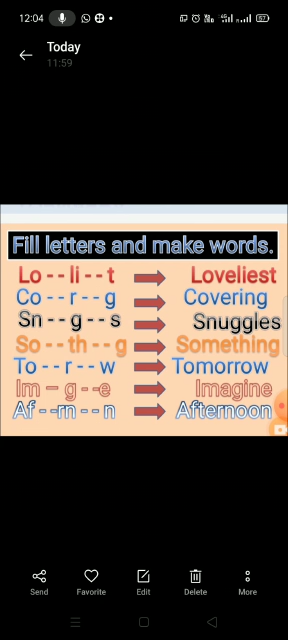 12:04
Today
11:59
Fill letters and make words.
Lo - - li - - t Loveliest
Co - - r - - g Covering
Sn - - g - - s Snuggles
So - - th - - g Something
To - - r - - w Tomorrow
Im - g - -e Imagine
Af - -rn - - n Afternoon
Send Favorite Edit Delete More